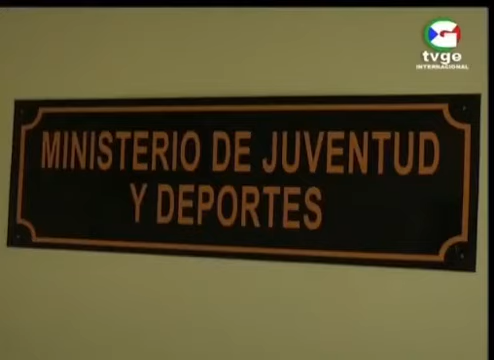 tvge
INTERNACIONAL
MINISTERIO DE JUVENTUD
Y DEPORTES